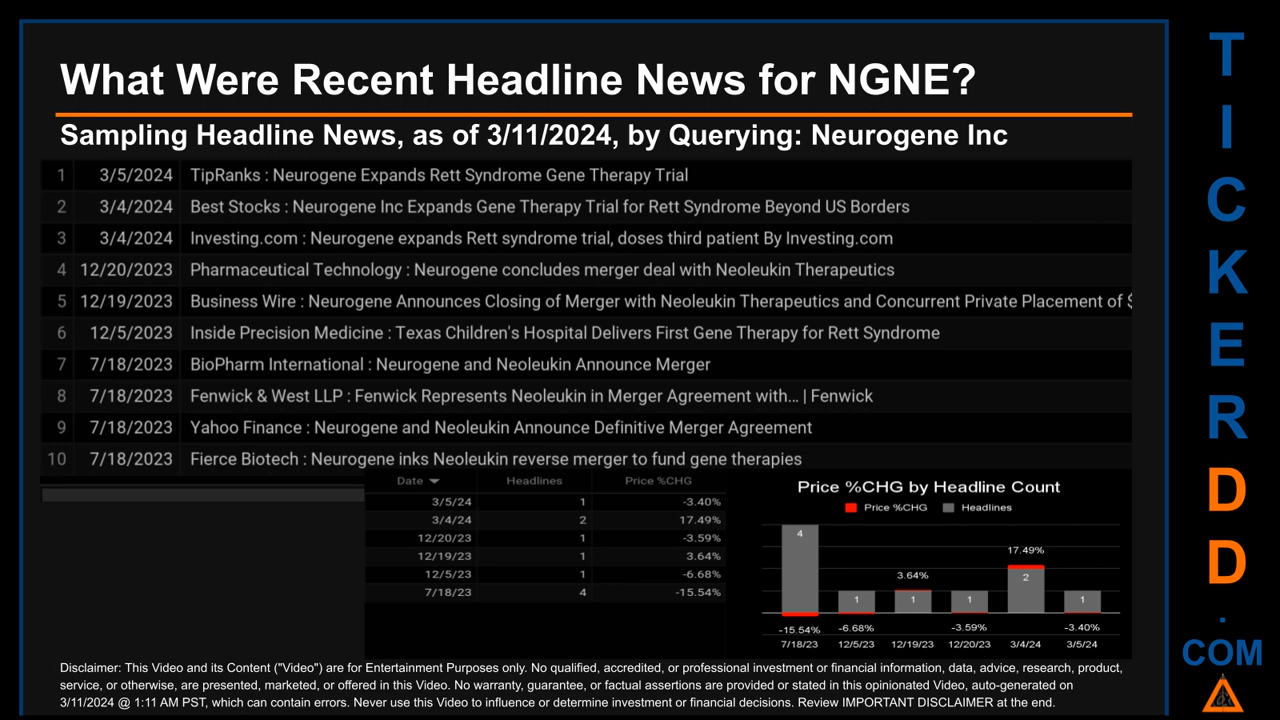 What Were Recent Headline News for NGNE?
Sampling Headline News, as of 3/11/2024, by Querying: Neurogene Inc
1 3/5/2024 TipRanks : Neurogene Expands Rett Syndrome Gene Therapy Trial
2 3/4/2024 Best Stocks : Neurogene Inc Expands Gene Therapy Trial for Rett Syndrome Beyond US Borders
3 3/4/2024 Investing.com : Neurogene expands Rett syndrome trial, doses third patient By Investing.com
4 12/20/2023 Pharmaceutical Technology : Neurogene concludes merger deal with Neoleukin Therapeutics
5 12/19/2023 Business Wire : Neurogene Announces Closing of Merger with Neoleukin Therapeutics and Concurrent Private Placement of $
6 12/5/2023 Inside Precision Medicine : Texas Children's Hospital Delivers First Gene Therapy for Rett Syndrome
7 7/18/2023 BioPharm International : Neurogene and Neoleukin Announce Merger
8 7/18/2023 Fenwick & West LLP : Fenwick Represents Neoleukin in Merger Agreement with... | Fenwick
9 7/18/2023 Yahoo Finance : Neurogene and Neoleukin Announce Definitive Merger Agreement
10 7/18/2023 Fierce Biotech : Neurogene inks Neoleukin reverse merger to fund gene therapies
Date Headlines Price %CHG
3/5/24 1 -3.40%
3/4/24 2 17.49%
12/20/23 1 -3.59%
12/19/23 1 3.64%
12/5/23 1 -6.68%
7/18/23 4 -15.54%
Price %CHG by Headline Count
Price %CHG Headlines
4
17.49%
3.64%
2
1 1 1 1
-15.54% -6.68% -3.59% -3.40%
7/18/23 12/5/23 12/19/23 12/20/23 3/4/24 3/5/24
Disclaimer: This Video and its Content ("Video") are for Entertainment Purposes only. No qualified, accredited, or professional investment or financial information, data, advice, research, product,
service, or otherwise, are presented, marketed, or offered in this Video. No warranty, guarantee, or factual assertions are provided or stated in this opinionated Video, auto-generated on
3/11/2024 @ 1:11 AM PST, which can contain errors. Never use this Video to influence or determine investment or financial decisions. Review IMPORTANT DISCLAIMER at the end.
T
I
C
K
E
R
D
D
.
COM